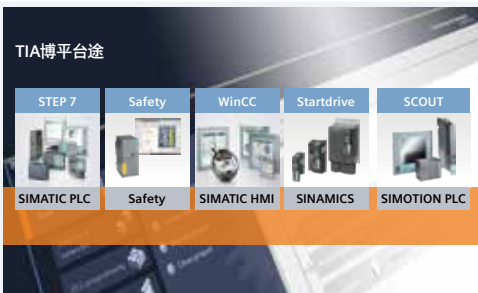 TIA博平台途
STEP 7
Safety
WinCC
Startdrive
SCOUT
SIMATIC PLC
Safety
SIMATIC HMI
SINAMICS
SIMOTION PLC